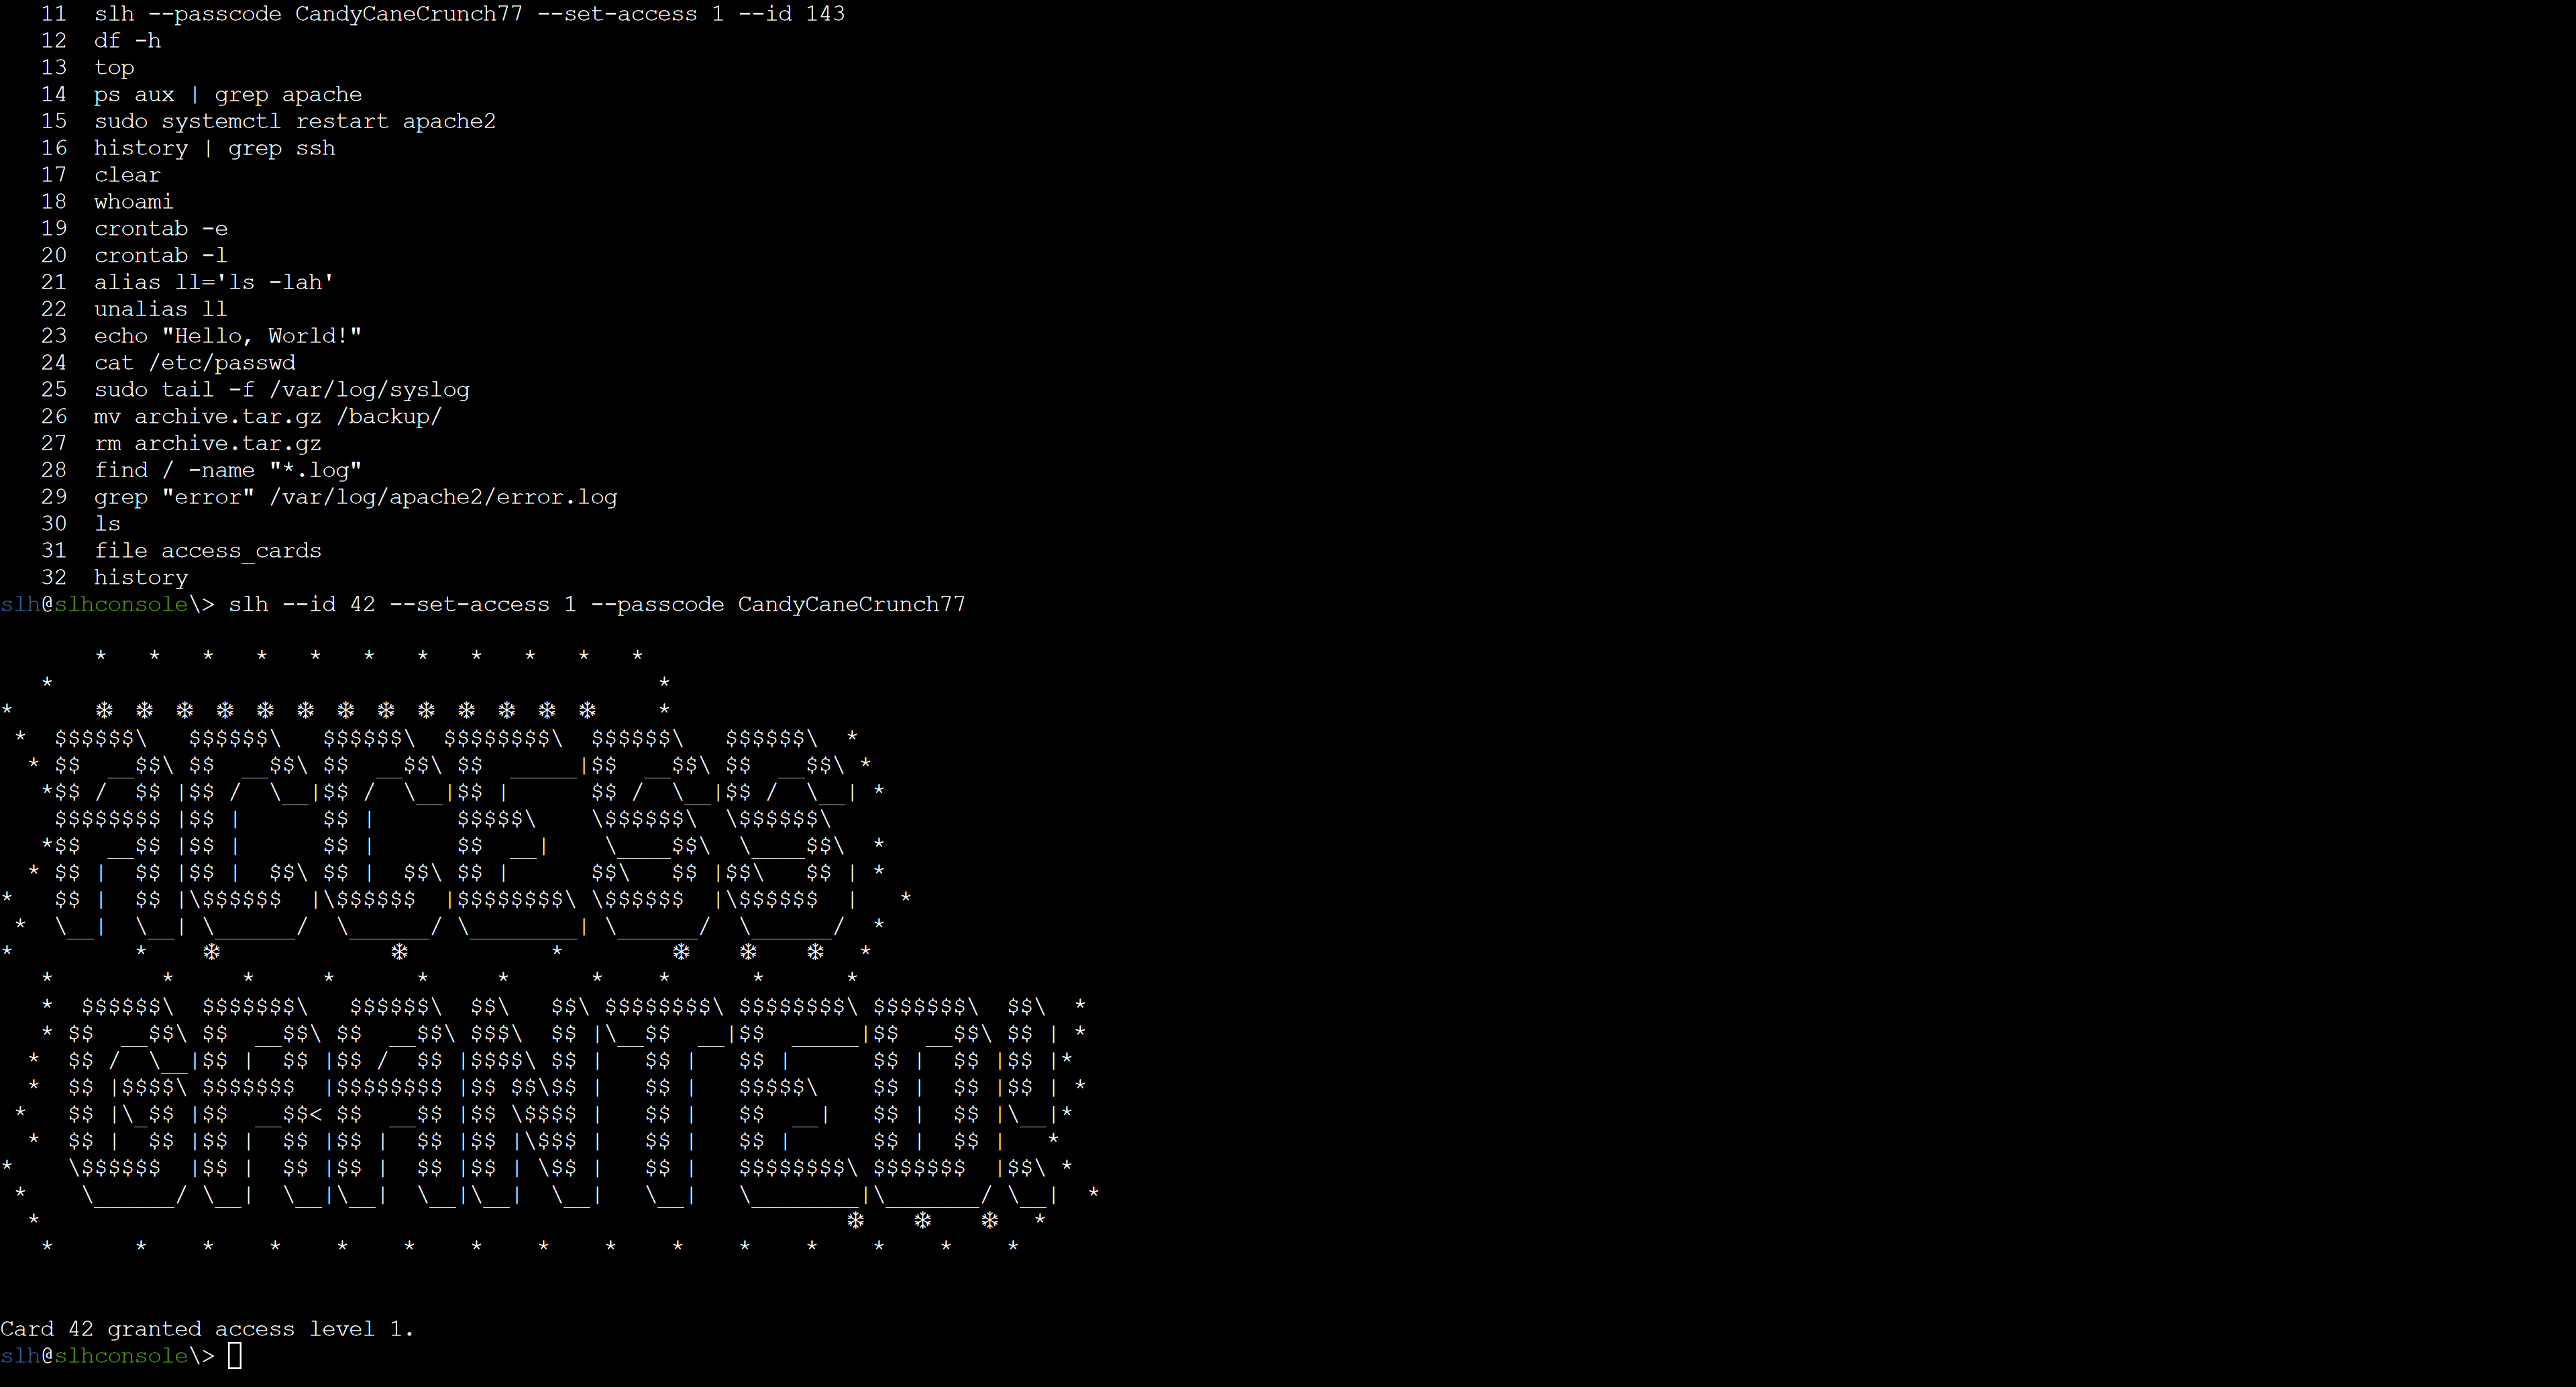 11  slh --passcode CandyCaneCrunch77 --set-access 1 --id 143
   12  df -h
   13  top
   14  ps aux | grep apache
   15  sudo systemctl restart apache2
   16  history | grep ssh
   17  clear
   18  whoami
   19  crontab -e
   20  crontab -l
   21  alias ll='ls -lah'
   22  unalias ll
   23  echo "Hello, World!"
   24  cat /etc/passwd
   25  sudo tail -f /var/log/syslog
   26  mv archive.tar.gz /backup/
   27  rm archive.tar.gz
   28  find / -name "*.log"
   29  grep "error" /var/log/apache2/error.log
   30  ls
   31  file access_cards
   32  history
slh@slhconsole\> slh --id 42 --set-access 1 --passcode CandyCaneCrunch77
ACCESS
GRANTED!
Card 42 granted access level 1.
slh@slhconsole\>